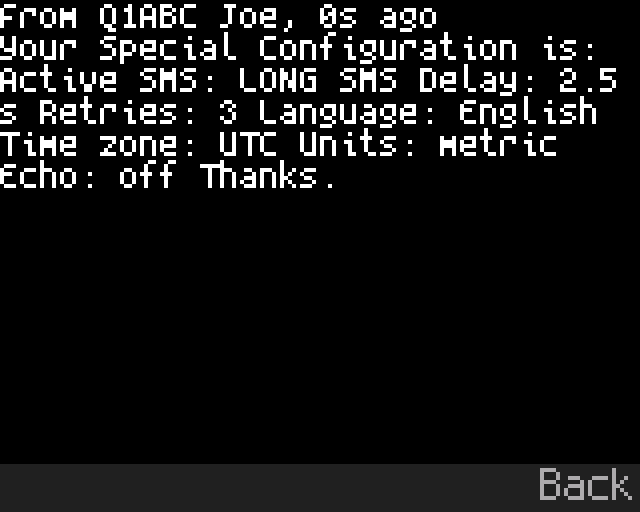 From Q1ABC Joe, 0s ago
Your Special Configuration is:
Active SMS: LONG SMS Delay: 2.5
s Retries: 3 Language: English
Time zone: UTC Units: metric
Echo: off Thanks.
Back